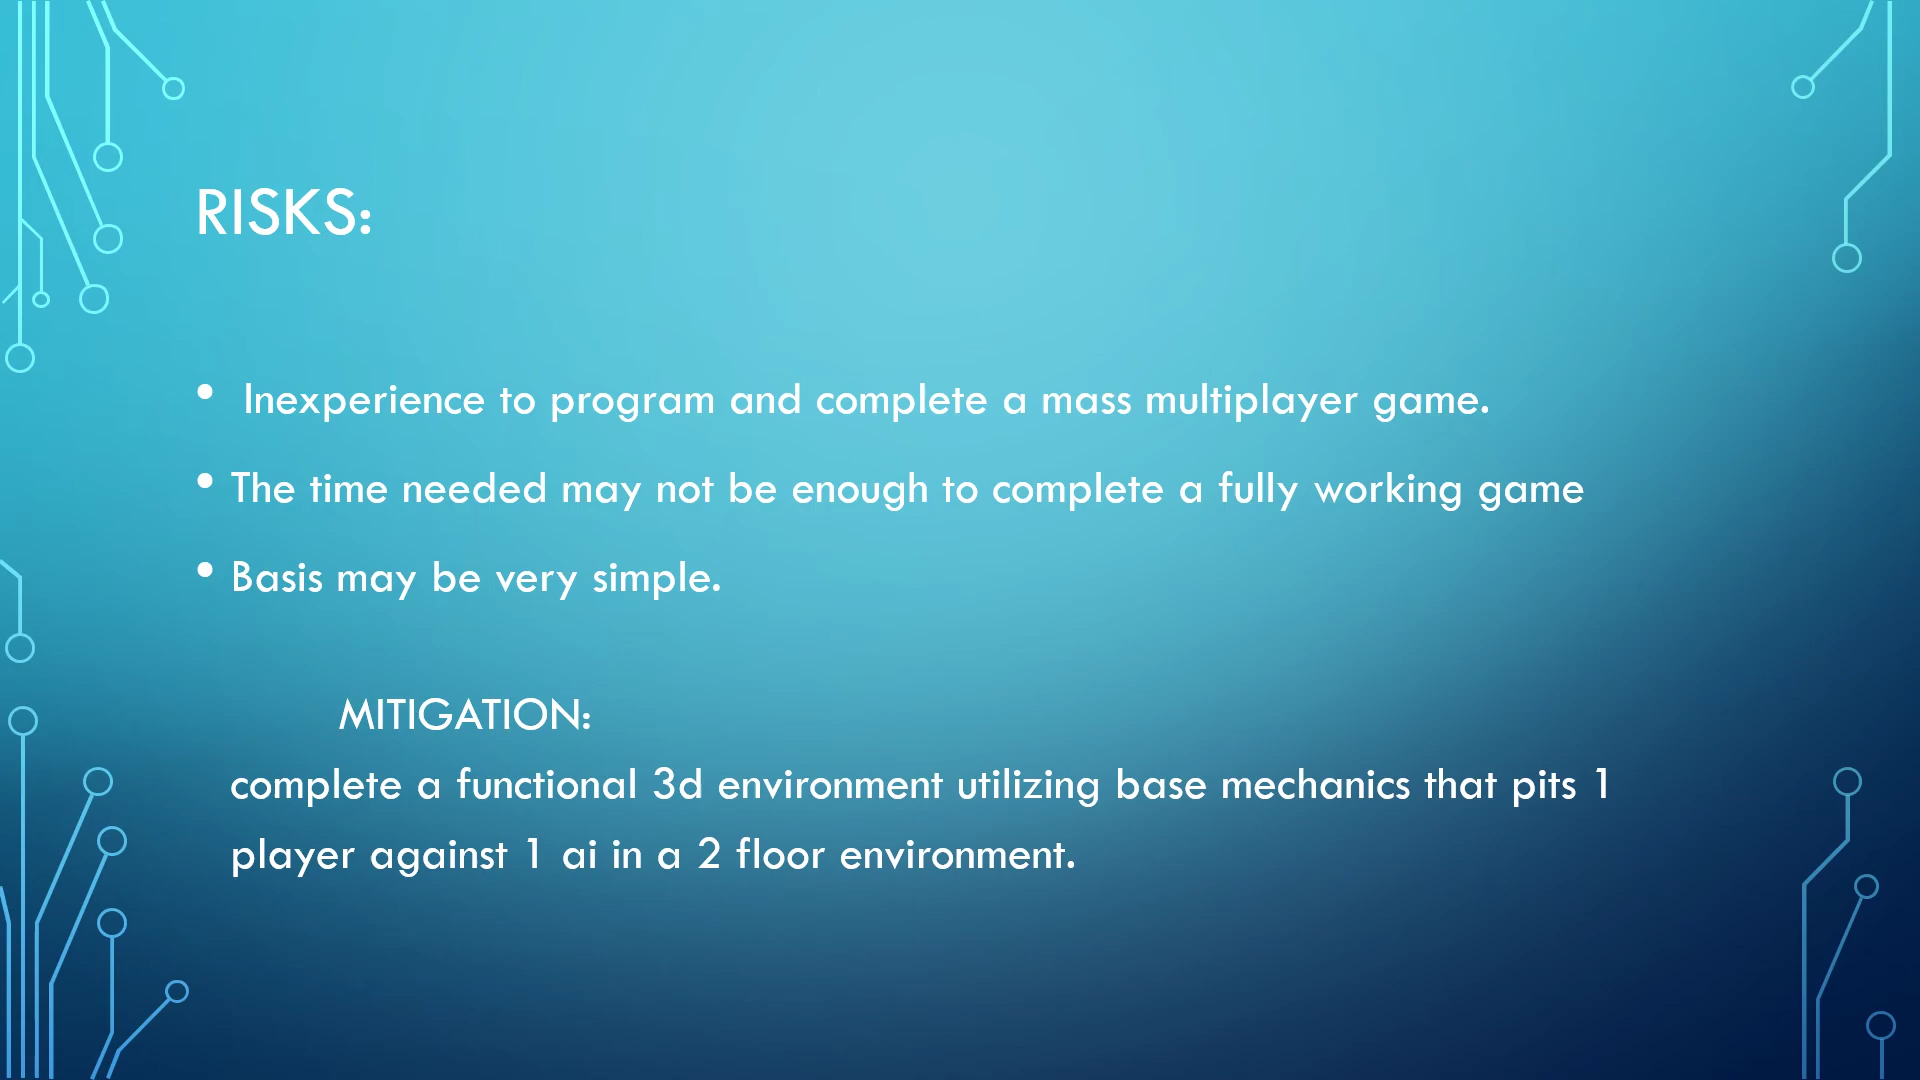 RISKS:
• Inexperience to program and complete a mass multiplayer game.
• The time needed may not be enough to complete a fully working game
• Basis may be very simple.
MITIGATION:
complete a functional 3d environment utilizing base mechanics that pits 1
player against 1 ai in a 2 floor environment.